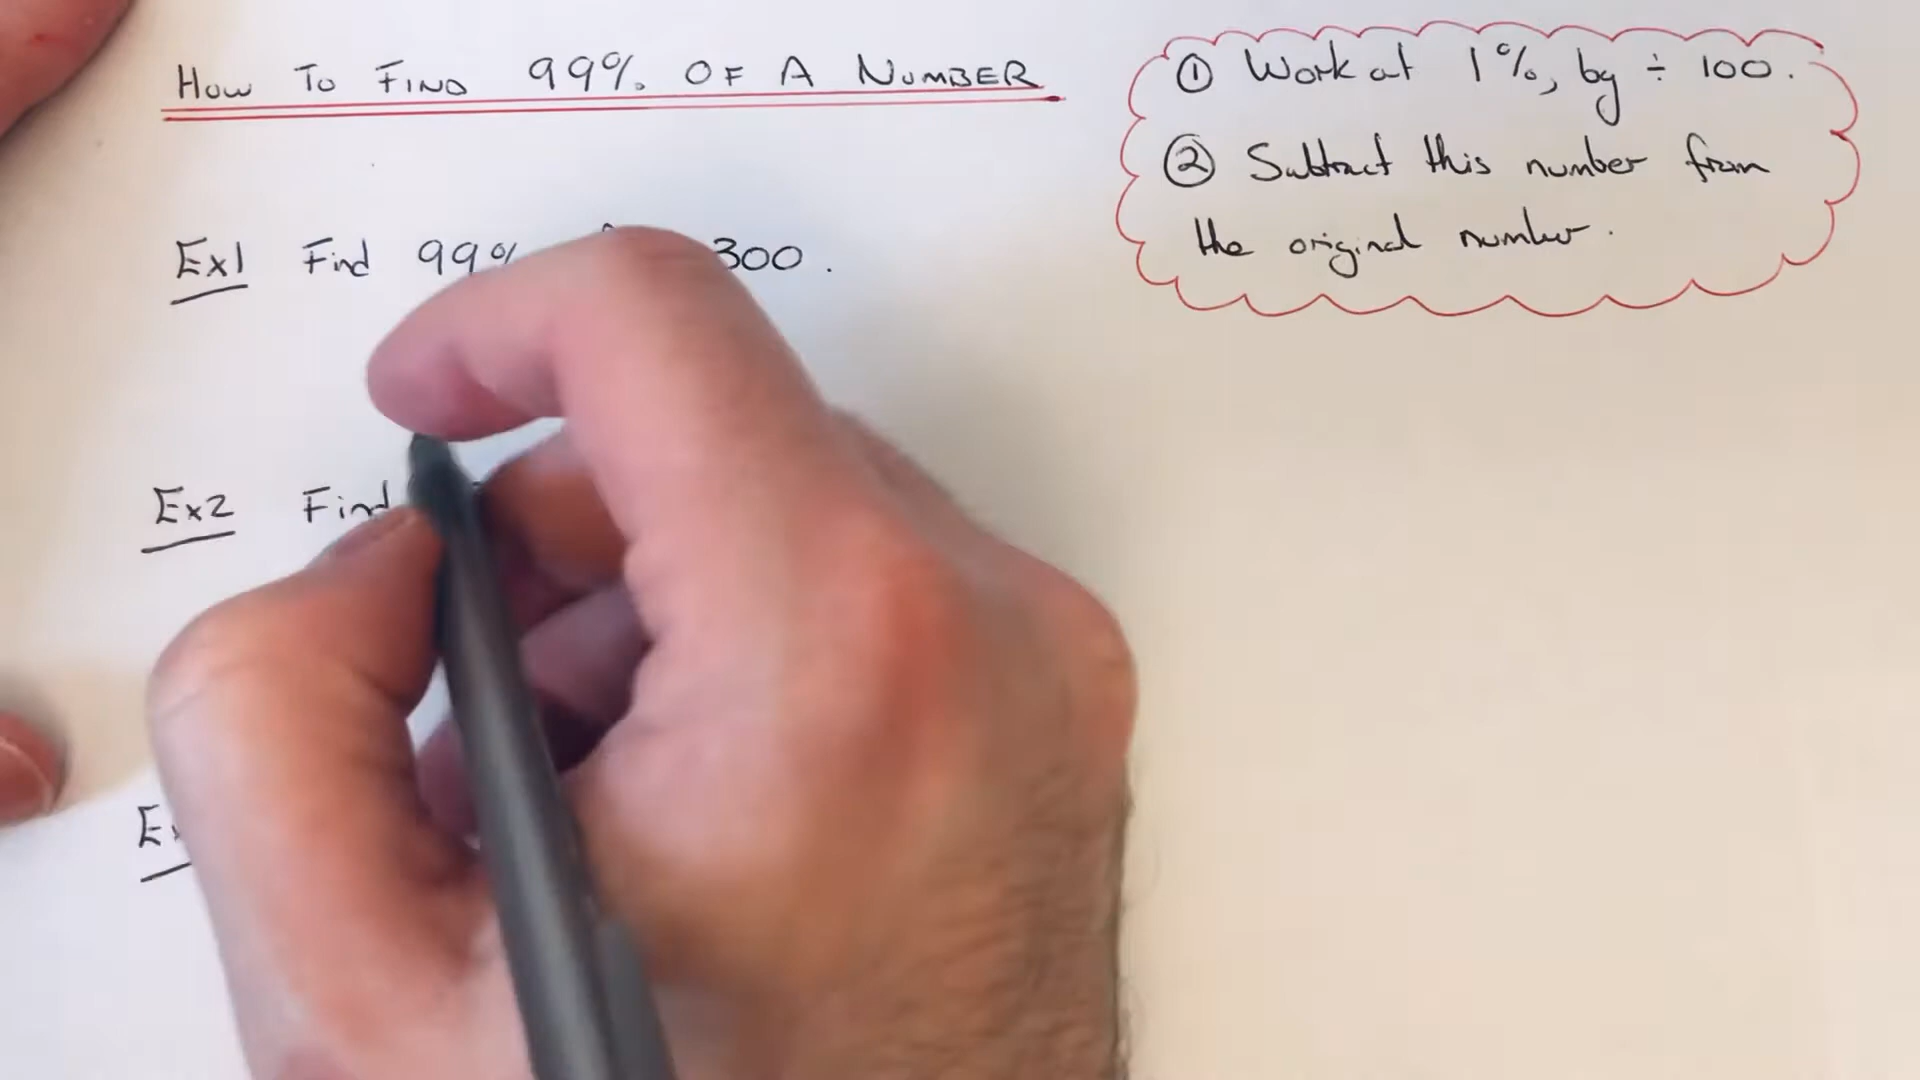 How To FIND 99% OF A NUMBER
① Work out 1%, by ÷ 100.
② Subtract this number from
the original number.
Ex1 Find 99% 300.
Ex2 Find